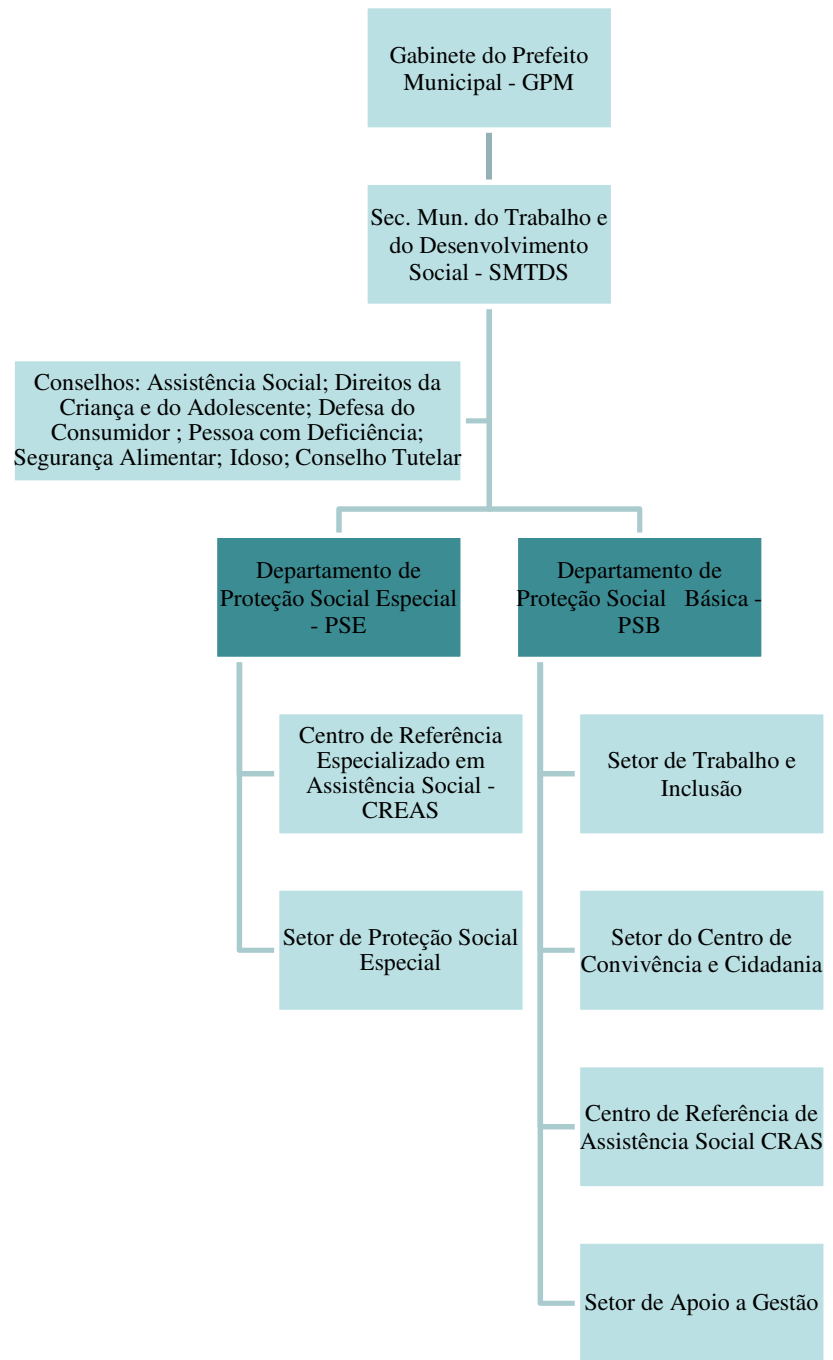 Gabinete do Prefeito
Municipal - GPM
Sec. Mun. do Trabalho e
do Desenvolvimento
Social - SMTDS
Conselhos: Assistência Social; Direitos da
Criança e do Adolescente; Defesa do
Consumidor ; Pessoa com Deficiência;
Segurança Alimentar; Idoso; Conselho Tutelar
Departamento de
Proteção Social Especial
- PSE
Departamento de
Proteção Social   Básica -
PSB
Centro de Referência
Especializado em
Assistência Social -
CREAS
Setor de Proteção Social
Especial
Setor de Trabalho e
Inclusão
Setor do Centro de
Convivência e Cidadania
Centro de Referência de
Assistência Social CRAS
Setor de Apoio a Gestão